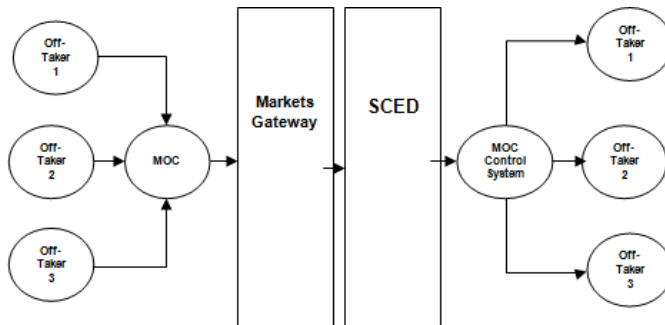 Off-
Taker
1
Off-
Taker
2
Off-
Taker
3
MOC
Markets
Gateway
SCED
MOC
Control
System
Off-
Taker
1
Off-
Taker
2
Off-
Taker
3